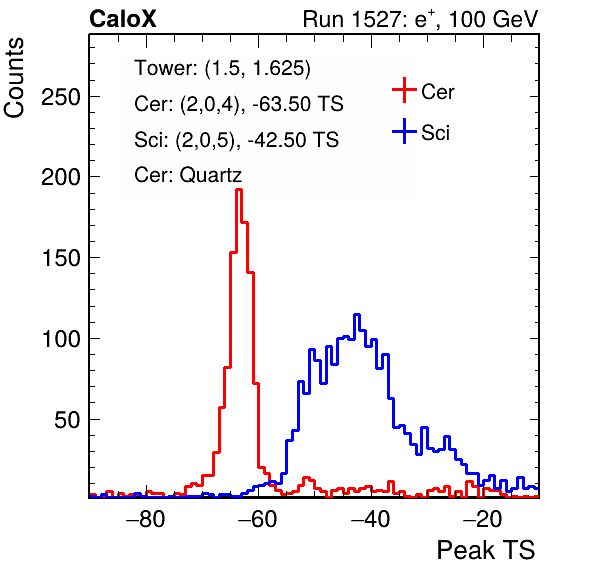 CaloX Run 1527: e⁺, 100 GeV
Counts
Tower: (1.5, 1.625)
Cer: (2,0,4), -63.50 TS
Sci: (2,0,5), -42.50 TS
Cer: Quartz
Cer
Sci
250
200
150
100
50
−80 −60 −40 −20
Peak TS